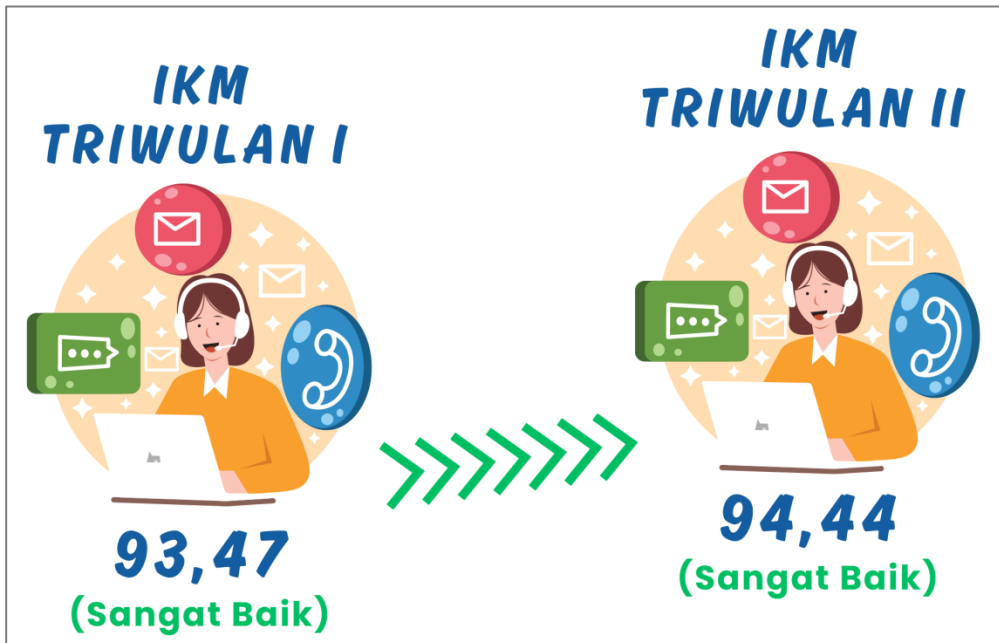 IKM
TRIWULAN I
93,47
(Sangat Baik)
IKM
TRIWULAN II
94,44
(Sangat Baik)